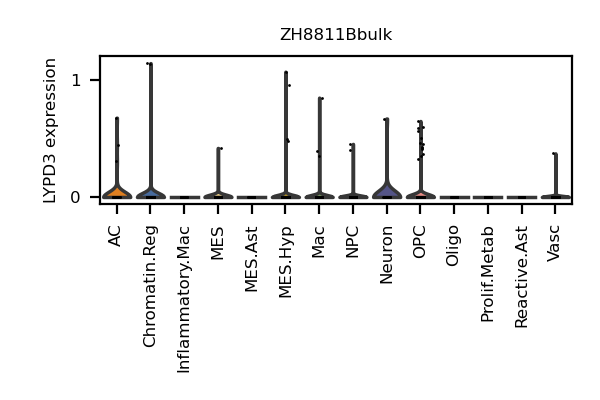 ZH8811Bbulk
LYPD3 expression
1
0
AC
Chromatin.Reg
Inflammatory.Mac
MES
MES.Ast
MES.Hyp
Mac
NPC
Neuron
OPC
Oligo
Prolif.Metab
Reactive.Ast
Vasc